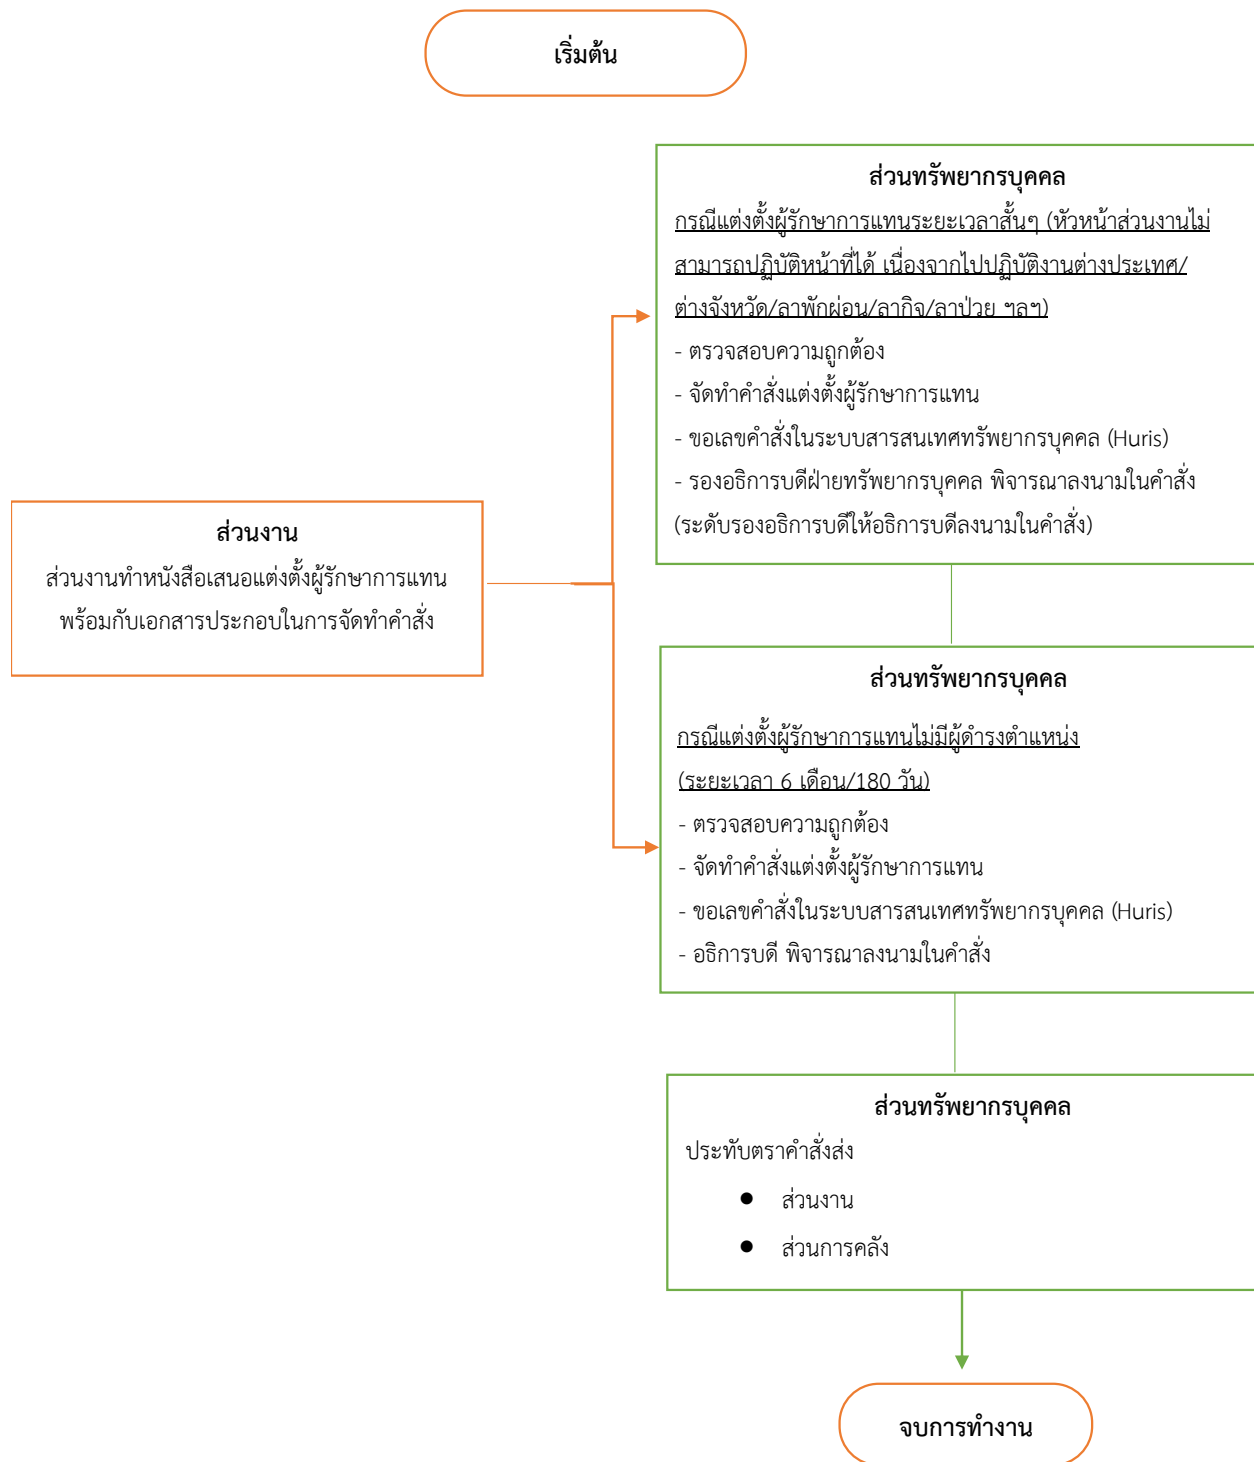 เริ่มต้น
ส่วนทรัพยากรบุคคล
กรณีแต่งตั้งผู้รักษาการแทนระยะเวลาสั้นๆ (หัวหน้าส่วนงานไม่
สามารถปฏิบัติหน้าที่ได้ เนื่องจากไปปฏิบัติงานต่างประเทศ/
ต่างจังหวัด/ลาพักผ่อน/ลากิจ/ลาป่วย ฯลฯ)
- ตรวจสอบความถูกต้อง
- จัดทำคำสั่งแต่งตั้งผู้รักษาการแทน
- ขอเลขคำสั่งในระบบสารสนเทศทรัพยากรบุคคล (Huris)
- รองอธิการบดีฝ่ายทรัพยากรบุคคล พิจารณาลงนามในคำสั่ง
(ระดับรองอธิการบดีให้อธิการบดีลงนามในคำสั่ง)
ส่วนงาน
ส่วนงานทำหนังสือเสนอแต่งตั้งผู้รักษาการแทน
พร้อมกับเอกสารประกอบในการจัดทำคำสั่ง
ส่วนทรัพยากรบุคคล
กรณีแต่งตั้งผู้รักษาการแทนไม่มีผู้ดำรงตำแหน่ง
(ระยะเวลา 6 เดือน/180 วัน)
- ตรวจสอบความถูกต้อง
- จัดทำคำสั่งแต่งตั้งผู้รักษาการแทน
- ขอเลขคำสั่งในระบบสารสนเทศทรัพยากรบุคคล (Huris)
- อธิการบดี พิจารณาลงนามในคำสั่ง
ส่วนทรัพยากรบุคคล
ประทับตราคำสั่งส่ง
● ส่วนงาน
● ส่วนการคลัง
จบการทำงาน